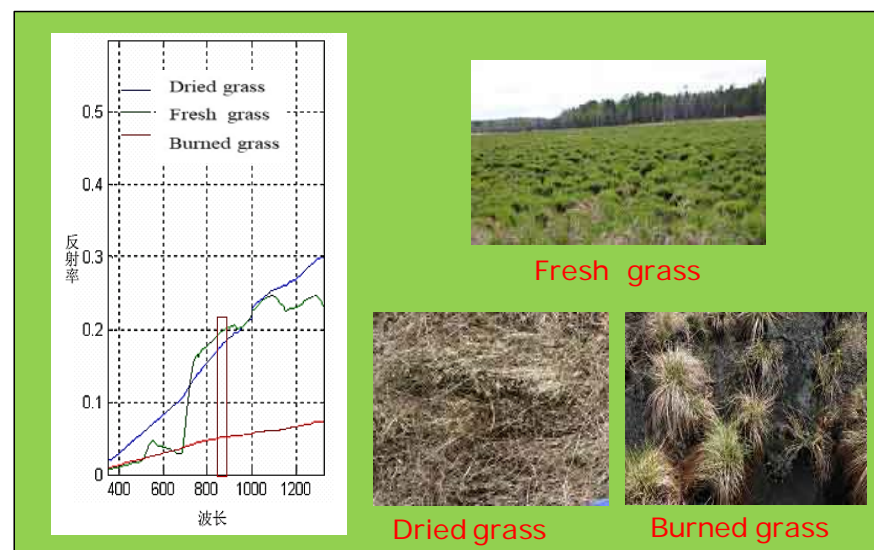 Dried grass
Fresh grass
Burned grass
0.5
0.4
0.3
0.2
0.1
0
反射率
400 600 800 1000 1200
波长
Fresh grass
Dried grass
Burned grass